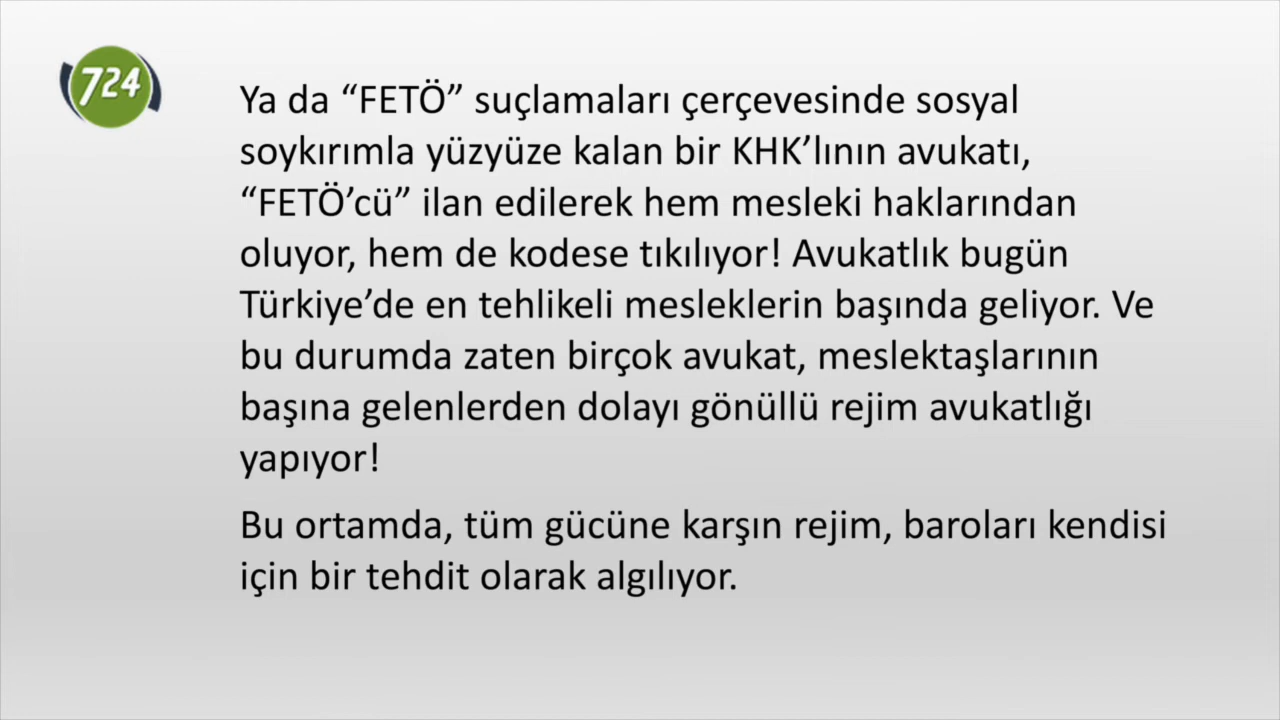 724
Ya da “FETÖ” suçlamaları çerçevesinde sosyal
soykırımla yüzyüze kalan bir KHK’lının avukatı,
“FETÖ’cü” ilan edilerek hem mesleki haklarından
oluyor, hem de kodese tıkılıyor! Avukatlık bugün
Türkiye’de en tehlikeli mesleklerin başında geliyor. Ve
bu durumda zaten birçok avukat, meslektaşlarının
başına gelenlerden dolayı gönüllü rejim avukatlığı
yapıyor!
Bu ortamda, tüm gücüne karşın rejim, baroları kendisi
için bir tehdit olarak algılıyor.